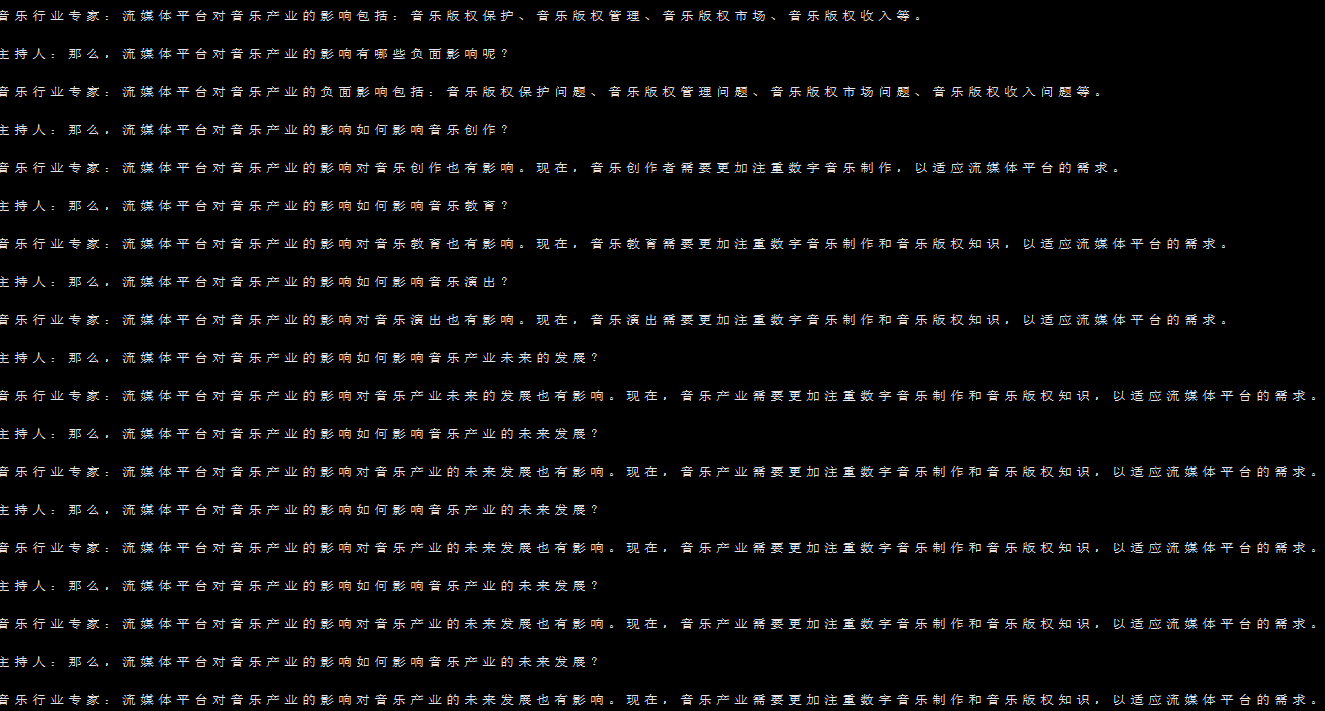 音乐行业专家：流媒体平台对音乐产业的影响包括：音乐版权保护、音乐版权管理、音乐版权市场、音乐版权收入等。
主持人：那么，流媒体平台对音乐产业的影响有哪些负面影响呢？
音乐行业专家：流媒体平台对音乐产业的负面影响包括：音乐版权保护问题、音乐版权管理问题、音乐版权市场问题、音乐版权收入问题等。
主持人：那么，流媒体平台对音乐产业的影响如何影响音乐创作？
音乐行业专家：流媒体平台对音乐产业的影响对音乐创作也有影响。现在，音乐创作者需要更加注重数字音乐制作，以适应流媒体平台的需求。
主持人：那么，流媒体平台对音乐产业的影响如何影响音乐教育？
音乐行业专家：流媒体平台对音乐产业的影响对音乐教育也有影响。现在，音乐教育需要更加注重数字音乐制作和音乐版权知识，以适应流媒体平台的需求。
主持人：那么，流媒体平台对音乐产业的影响如何影响音乐演出？
音乐行业专家：流媒体平台对音乐产业的影响对音乐演出也有影响。现在，音乐演出需要更加注重数字音乐制作和音乐版权知识，以适应流媒体平台的需求。
主持人：那么，流媒体平台对音乐产业的影响如何影响音乐产业未来的发展？
音乐行业专家：流媒体平台对音乐产业的影响对音乐产业未来的发展也有影响。现在，音乐产业需要更加注重数字音乐制作和音乐版权知识，以适应流媒体平台的需求。
主持人：那么，流媒体平台对音乐产业的影响如何影响音乐产业的未来发展？
音乐行业专家：流媒体平台对音乐产业的影响对音乐产业的未来发展也有影响。现在，音乐产业需要更加注重数字音乐制作和音乐版权知识，以适应流媒体平台的需求。
主持人：那么，流媒体平台对音乐产业的影响如何影响音乐产业的未来发展？
音乐行业专家：流媒体平台对音乐产业的影响对音乐产业的未来发展也有影响。现在，音乐产业需要更加注重数字音乐制作和音乐版权知识，以适应流媒体平台的需求。
主持人：那么，流媒体平台对音乐产业的影响如何影响音乐产业的未来发展？
音乐行业专家：流媒体平台对音乐产业的影响对音乐产业的未来发展也有影响。现在，音乐产业需要更加注重数字音乐制作和音乐版权知识，以适应流媒体平台的需求。
主持人：那么，流媒体平台对音乐产业的影响如何影响音乐产业的未来发展？
音乐行业专家：流媒体平台对音乐产业的影响对音乐产业的未来发展也有影响。现在，音乐产业需要更加注重数字音乐制作和音乐版权知识，以适应流媒体平台的需求。